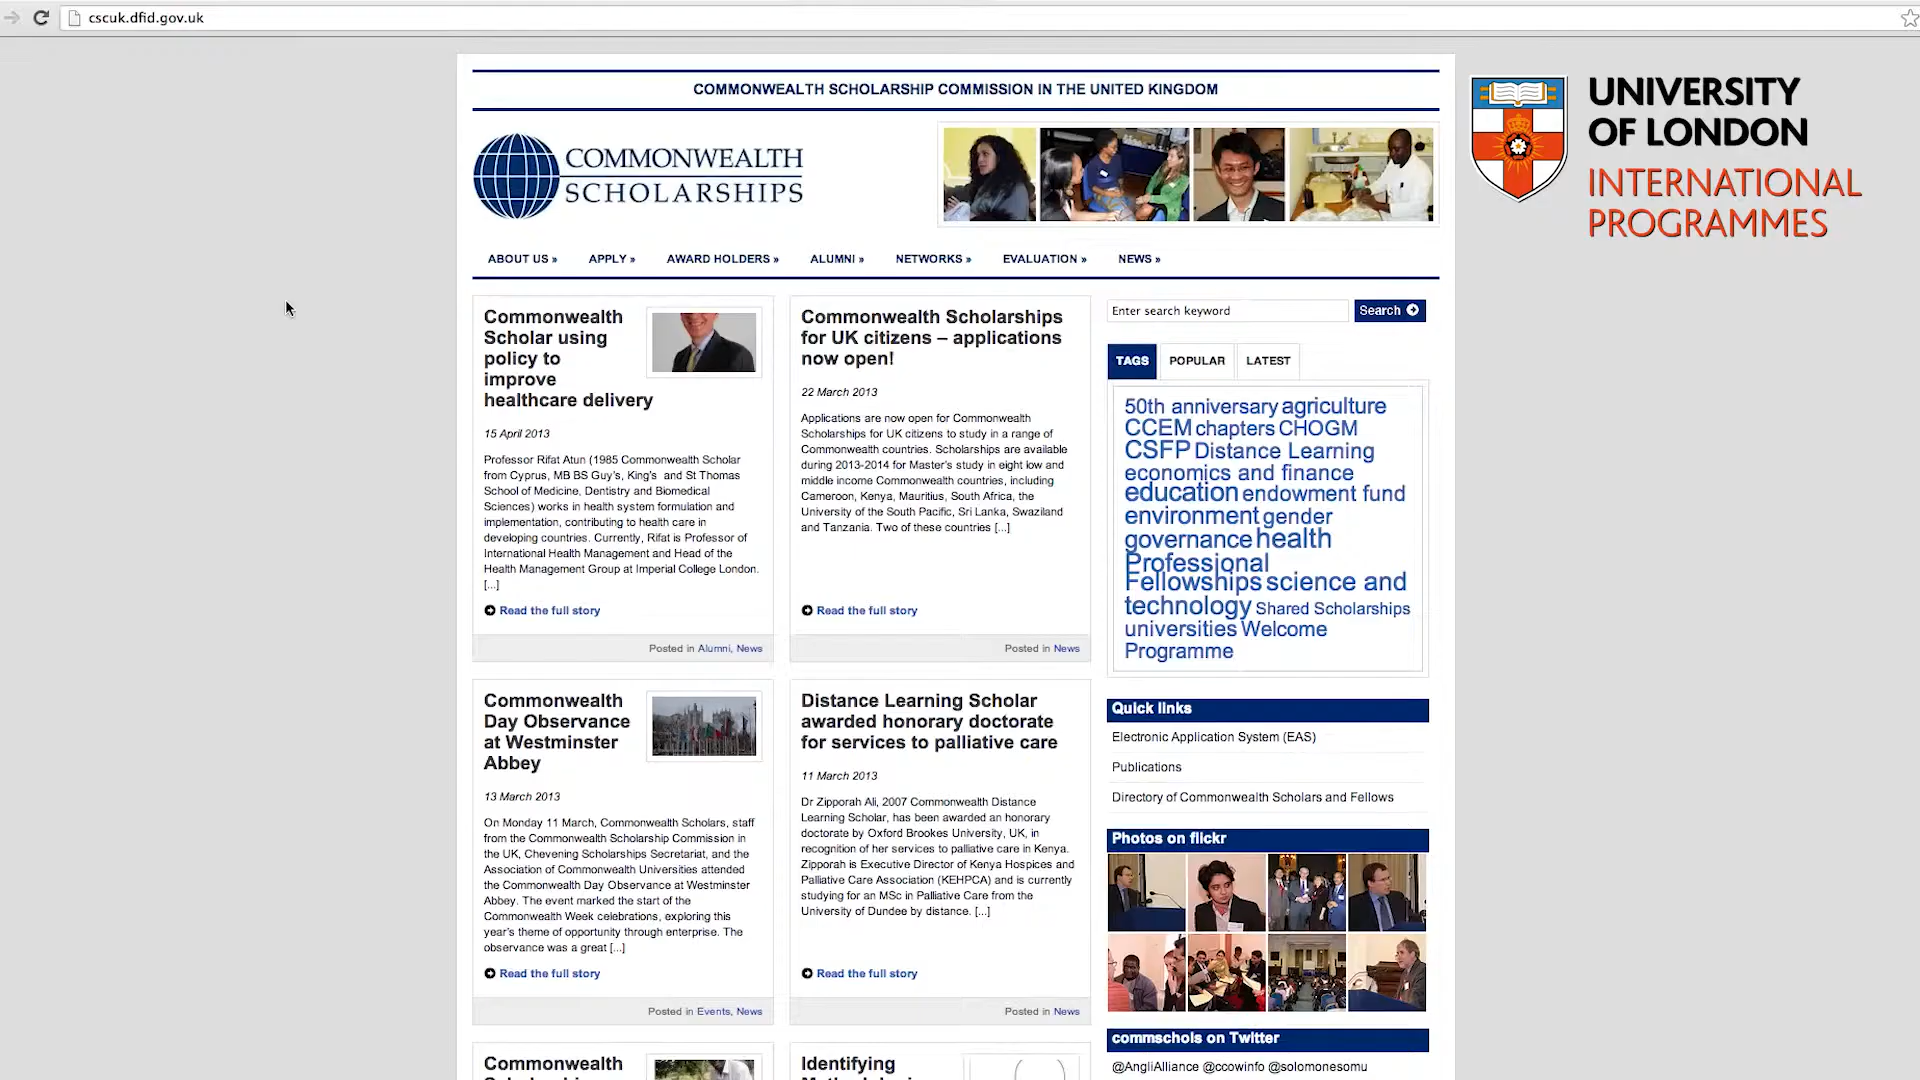 cscuk.dfid.gov.uk
COMMONWEALTH SCHOLARSHIP COMMISSION IN THE UNITED KINGDOM
COMMONWEALTH
SCHOLARSHIPS
UNIVERSITY
OF LONDON
INTERNATIONAL
PROGRAMMES
ABOUT US » APPLY » AWARD HOLDERS » ALUMNI » NETWORKS » EVALUATION » NEWS »
Commonwealth
Scholar using
policy to
improve
healthcare delivery
15 April 2013
Professor Rifat Atun (1985 Commonwealth Scholar
from Cyprus, MB BS Guy's, King's and St Thomas
School of Medicine, Dentistry and Biomedical
Sciences) works in health system formulation and
implementation, contributing to health care in
developing countries. Currently, Rifat is Professor of
International Health Management and Head of the
Health Management Group at Imperial College London.
[...]
Read the full story
Posted in Alumni, News
Commonwealth Scholarships
for UK citizens – applications
now open!
22 March 2013
Applications are now open for Commonwealth
Scholarships for UK citizens to study in a range of
Commonwealth countries. Scholarships are available
during 2013-2014 for Master's study in eight low and
middle income Commonwealth countries, including
Cameroon, Kenya, Mauritius, South Africa, the
University of the South Pacific, Sri Lanka, Swaziland
and Tanzania. Two of these countries [...]
Read the full story
Posted in News
Enter search keyword
Search
TAGS POPULAR LATEST
50th anniversary agriculture
CCEM chapters CHOGM
CSFP Distance Learning
economics and finance
education endowment fund
environment gender
governance health
Professional
Fellowships science and
technology Shared Scholarships
universities Welcome
Programme
Commonwealth
Day Observance
at Westminster
Abbey
13 March 2013
On Monday 11 March, Commonwealth Scholars, staff
from the Commonwealth Scholarship Commission in
the UK, Chevening Scholarships Secretariat, and the
Association of Commonwealth Universities attended
the Commonwealth Day Observance at Westminster
Abbey. The event marked the start of the
Commonwealth Week celebrations, exploring this
year's theme of opportunity through enterprise. The
observance was a great [...]
Read the full story
Posted in Events, News
Distance Learning Scholar
awarded honorary doctorate
for services to palliative care
11 March 2013
Dr Zipporah Ali, 2007 Commonwealth Distance
Learning Scholar, has been awarded an honorary
doctorate by Oxford Brookes University, UK, in
recognition of her services to palliative care in Kenya.
Zipporah is Executive Director of Kenya Hospices and
Palliative Care Association (KEHPCA) and is currently
studying for an MSc in Palliative Care from the
University of Dundee by distance. [...]
Read the full story
Posted in News
Quick links
Electronic Application System (EAS)
Publications
Directory of Commonwealth Scholars and Fellows
Photos on flickr
commschols on Twitter
@AngliAlliance @ccowinfo @solomonesomu
Commonwealth
Identifying